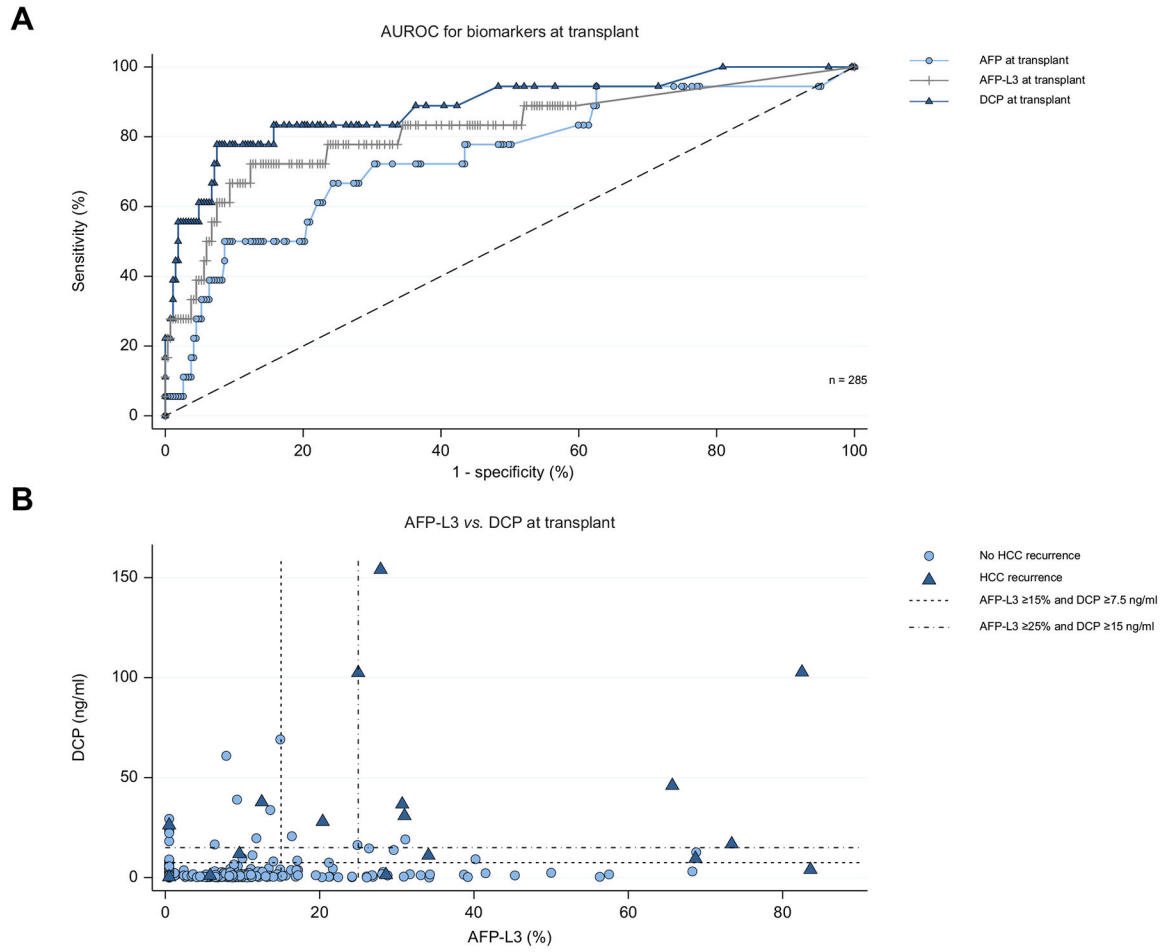 A
AUROC for biomarkers at transplant
100
80
60
40
20
0
Sensitivity (%)
0 20 40 60 80 100
1 - specificity (%)
n = 285
AFP at transplant
AFP-L3 at transplant
DCP at transplant
B
AFP-L3 vs. DCP at transplant
150
100
50
0
DCP (ng/ml)
0 20 40 60 80
AFP-L3 (%)
No HCC recurrence
HCC recurrence
AFP-L3 ≥15% and DCP ≥7.5 ng/ml
AFP-L3 ≥25% and DCP ≥15 ng/ml